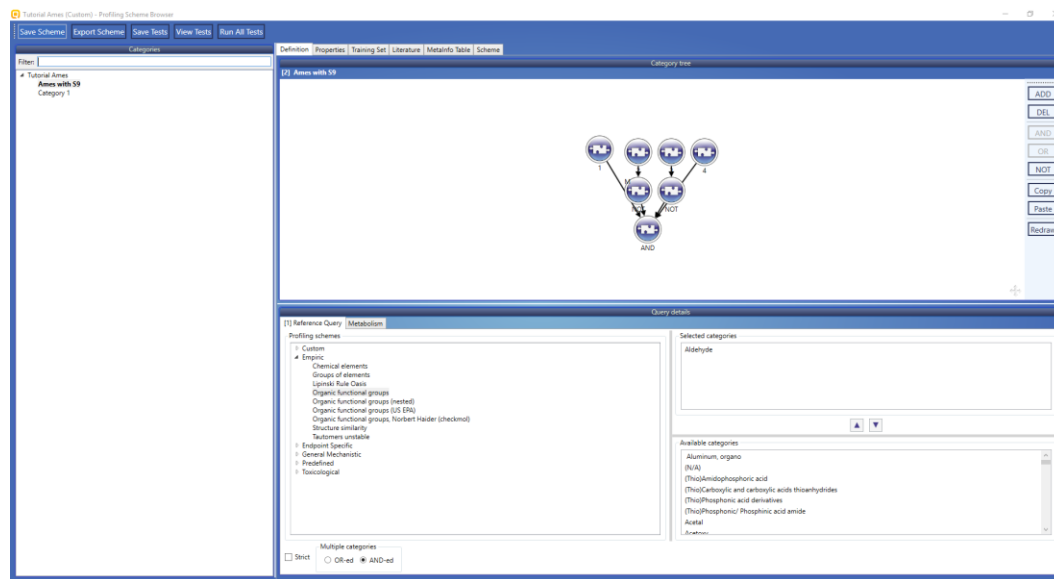 Tutorial Ames (Custom) - Profiling Scheme Browser
Save Scheme Export Scheme Save Tests View Tests Run All Tests
Categories
Filter:
Tutorial Ames
Ames with S9
Category 1
Definition Properties Training Set Literature Metainfo Table Scheme
Category tree
[2] Ames with S9
ADD
DEL
AND
OR
NOT
Copy
Paste
Redraw
1
4
M
NOT
NOT
AND
Query details
[1] Reference Query Metabolism
Profiling schemes
Custom
Empiric
Chemical elements
Groups of elements
Lipinski Rule Oasis
Organic functional groups
Organic functional groups (nested)
Organic functional groups (US EPA)
Organic functional groups, Norbert Haider (checkmol)
Structure similarity
Tautomers unstable
Endpoint Specific
General Mechanistic
Predefined
Toxicological
Selected categories
Aldehyde
Available categories
Aluminum, organo
(N/A)
(Thio)Amidophosphoric acid
(Thio)Carboxylic and carboxylic acids thioanhydrides
(Thio)Phosphonic acid derivatives
(Thio)Phosphonic/ Phosphinic acid amide
Acetal
Acetoxy
Strict
Multiple categories
OR-ed AND-ed